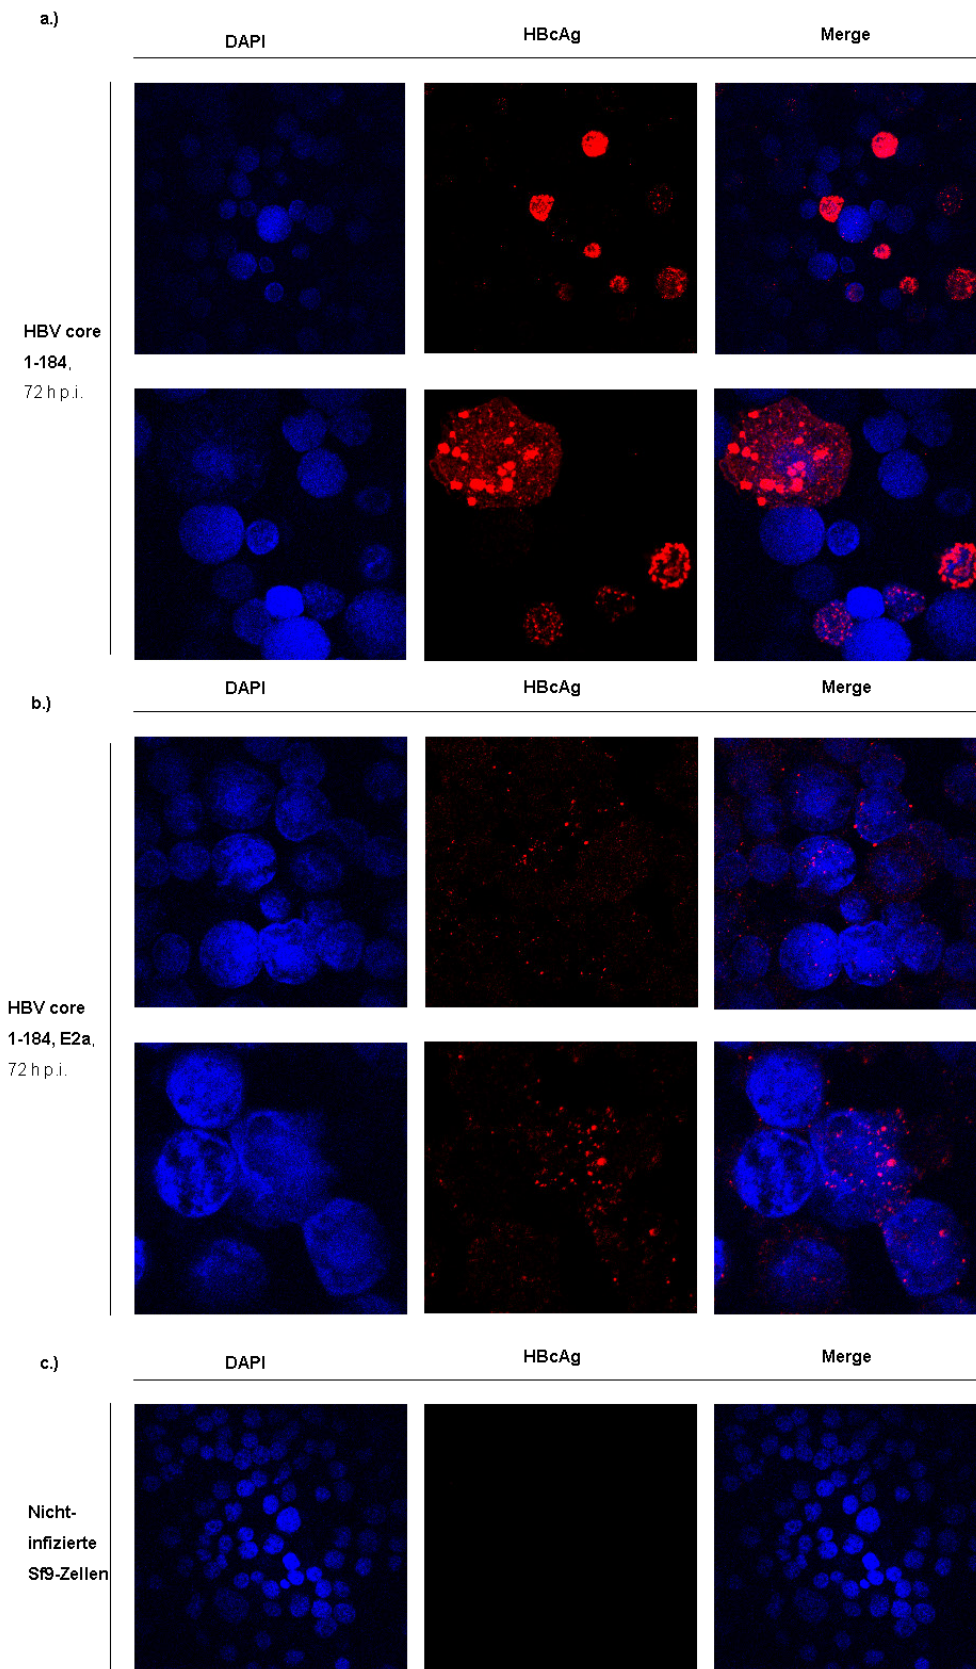 a.)
DAPI HBcAg Merge
HBV core
1-184,
72 h p.i.
b.)
DAPI HBcAg Merge
HBV core
1-184, E2a,
72 h p.i.
c.)
DAPI HBcAg Merge
Nicht-
infizierte
Sf9-Zellen